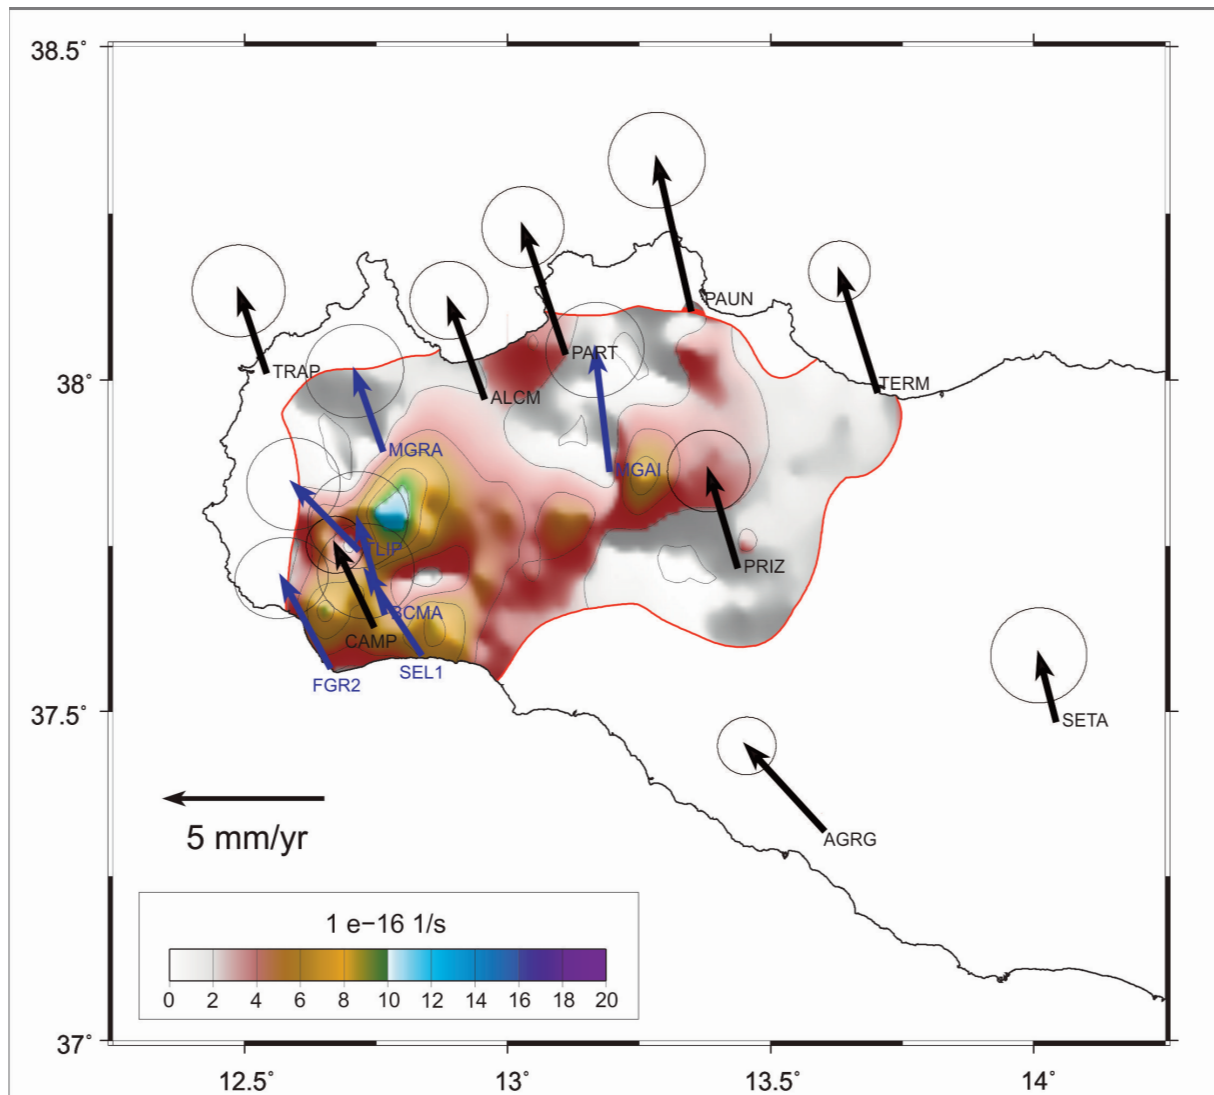 38.5°
PAUN
TRAP
PART
TERM
ALCM
38°
MGRA
MGAI
TLIP
PRIZ
BCMA
CAMP
SEL1
FGR2
37.5°
SETA
5 mm/yr
AGRG
1 e−16 1/s
0 2 4 6 8 10 12 14 16 18 20
37°
12.5° 13° 13.5° 14°